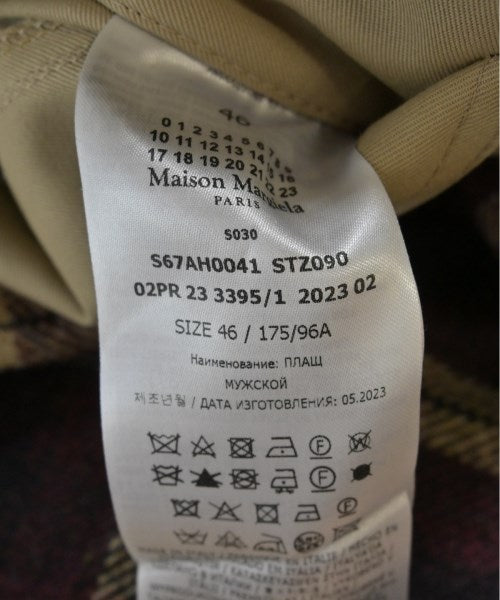 46
0 1 2 3 4 5 6 7 8 9
10 11 12 13 14 15 16
17 18 19 20 21 22 23
Maison Margiela
PARIS
S030
S67AH0041 STZ090
02PR 23 3395/1 2023 02
SIZE 46 / 175/96A
Наименование: ПЛАЩ
МУЖСКОЙ
제조년월 / ДАТА ИЗГОТОВЛЕНИЯ: 05.2023
F
F
F
F
HECHO EN